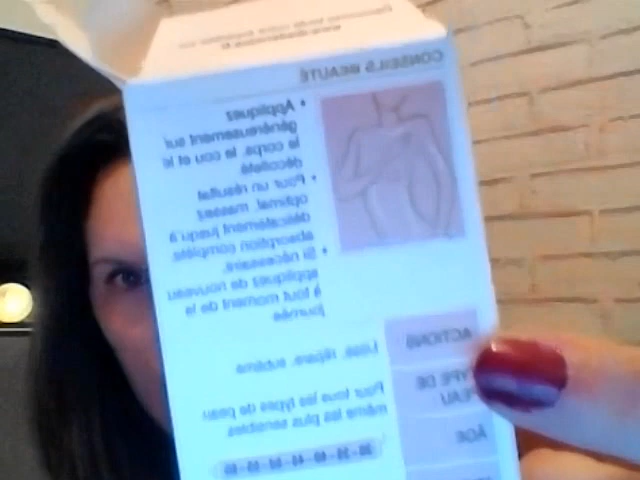 CONSEILS BEAUTÉ
• Appliquez
généreusement sur
le corps, le cou et le
décolleté
• Pour un résultat
optimal, massez
délicatement jusqu'à
absorption complète
• Si nécessaire,
appliquez de nouveau
à tout moment de la
journée
ACTIONS
Lisse, répare, sublime
TYPE DE
PEAU
Pour tous les types de peau
même les plus sensibles
ÂGE